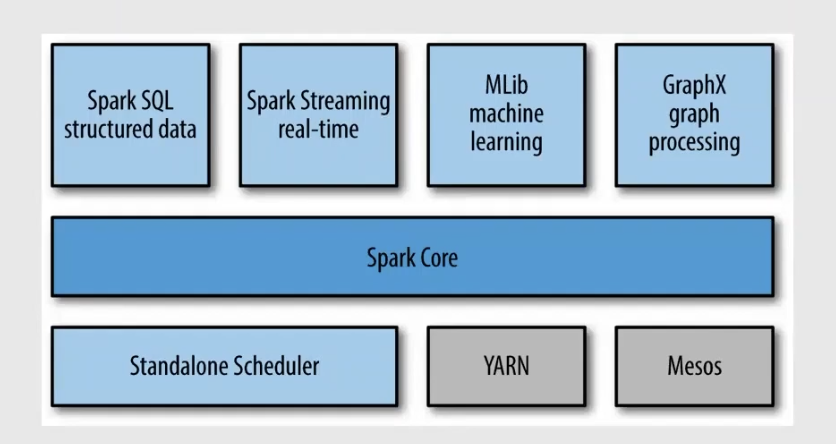 Spark SQL
structured data
Spark Streaming
real-time
MLib
machine
learning
GraphX
graph
processing
Spark Core
Standalone Scheduler
YARN
Mesos